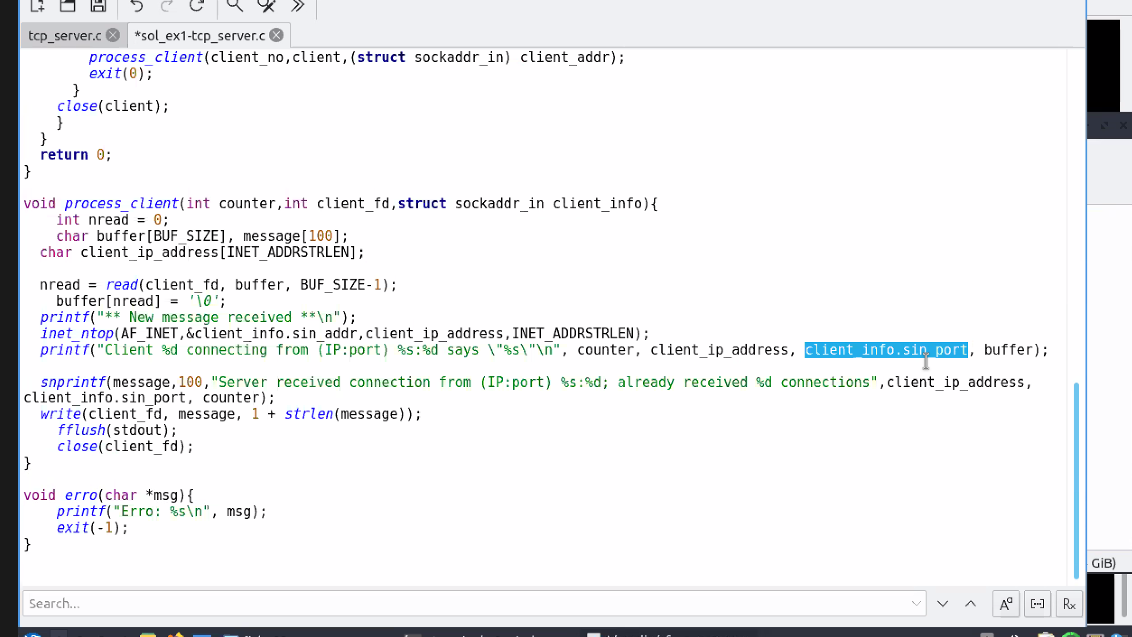 tcp_server.c
*sol_ex1-tcp_server.c
process_client(client_no,client,(struct sockaddr_in) client_addr);
exit(0);
}
close(client);
}
}
return 0;
}
void process_client(int counter,int client_fd,struct sockaddr_in client_info){
int nread = 0;
char buffer[BUF_SIZE], message[100];
char client_ip_address[INET_ADDRSTRLEN];
nread = read(client_fd, buffer, BUF_SIZE-1);
buffer[nread] = '\0';
printf("** New message received **\n");
inet_ntop(AF_INET,&client_info.sin_addr,client_ip_address,INET_ADDRSTRLEN);
printf("Client %d connecting from (IP:port) %s:%d says \"%s\"\n", counter, client_ip_address, client_info.sin_port, buffer);
snprintf(message,100,"Server received connection from (IP:port) %s:%d; already received %d connections",client_ip_address,
client_info.sin_port, counter);
write(client_fd, message, 1 + strlen(message));
fflush(stdout);
close(client_fd);
}
void erro(char *msg){
printf("Erro: %s\n", msg);
exit(-1);
}
GiB)
Search...